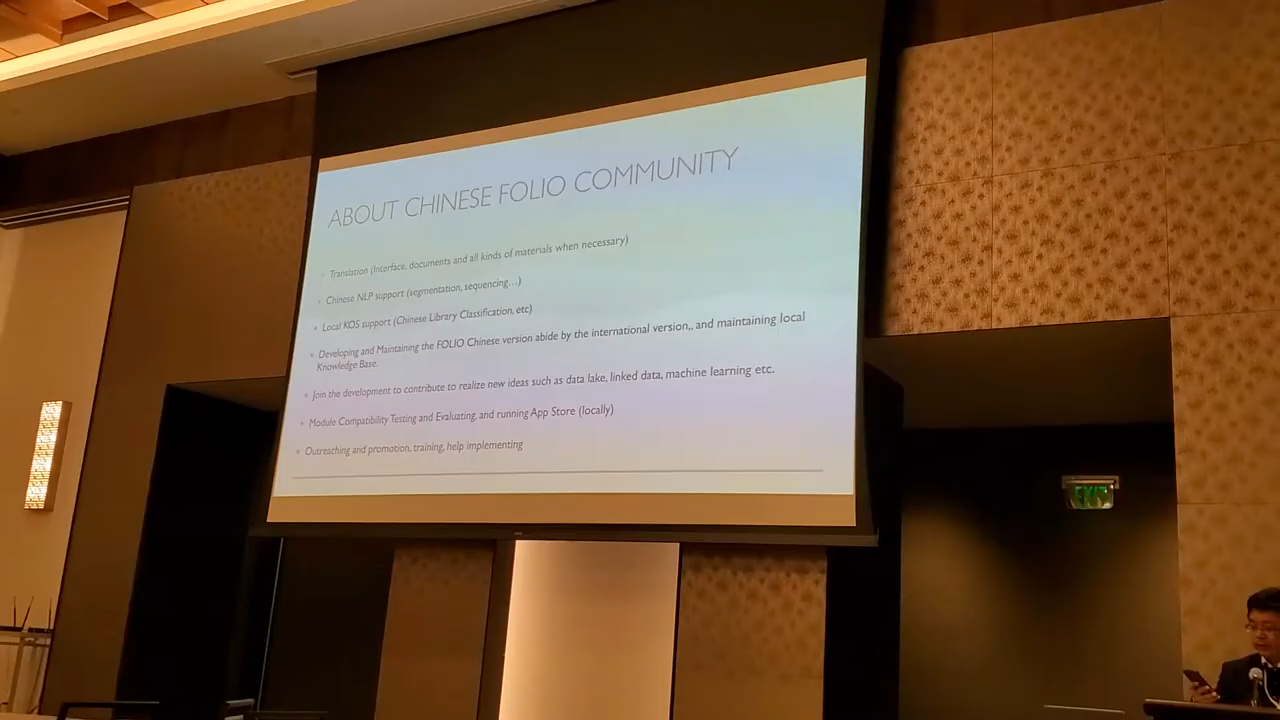 ABOUT CHINESE FOLIO COMMUNITY
Translation (Interface, documents and all kinds of materials when necessary)
Chinese NLP support (segmentation, sequencing…)
Local KOS support (Chinese Library Classification, etc)
Developing and Maintaining the FOLIO Chinese version abide by the international version,, and maintaining local
Knowledge Base.
Join the development to contribute to realize new ideas such as data lake, linked data, machine learning etc.
Module Compatibility Testing and Evaluating, and running App Store (locally)
Outreaching and promotion, training, help implementing
EXIT